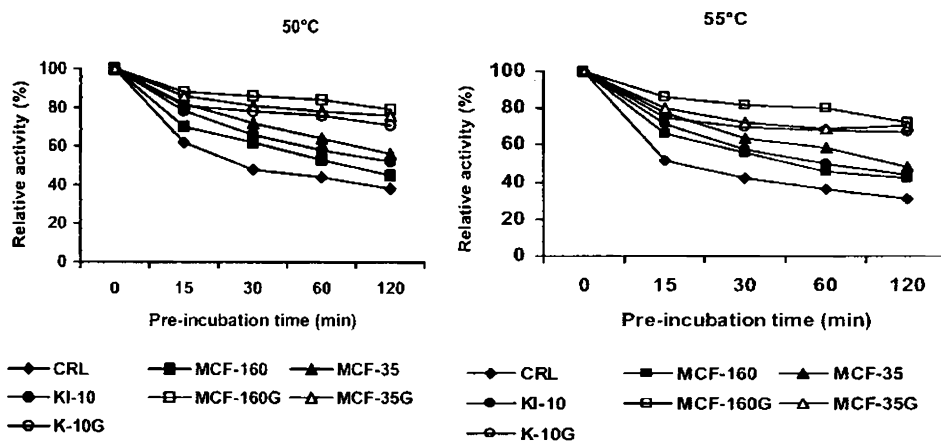 50°C
Relative activity (%)
100
80
60
40
20
0
0 15 30 60 120
Pre-incubation time (min)
CRL MCF-160 MCF-35
KI-10 MCF-160G MCF-35G
K-10G
55°C
Relative activity (%)
100
80
60
40
20
0
0 15 30 60 120
Pre-incubation time (min)
CRL MCF-160 MCF-35
KI-10 MCF-160G MCF-35G
K-10G